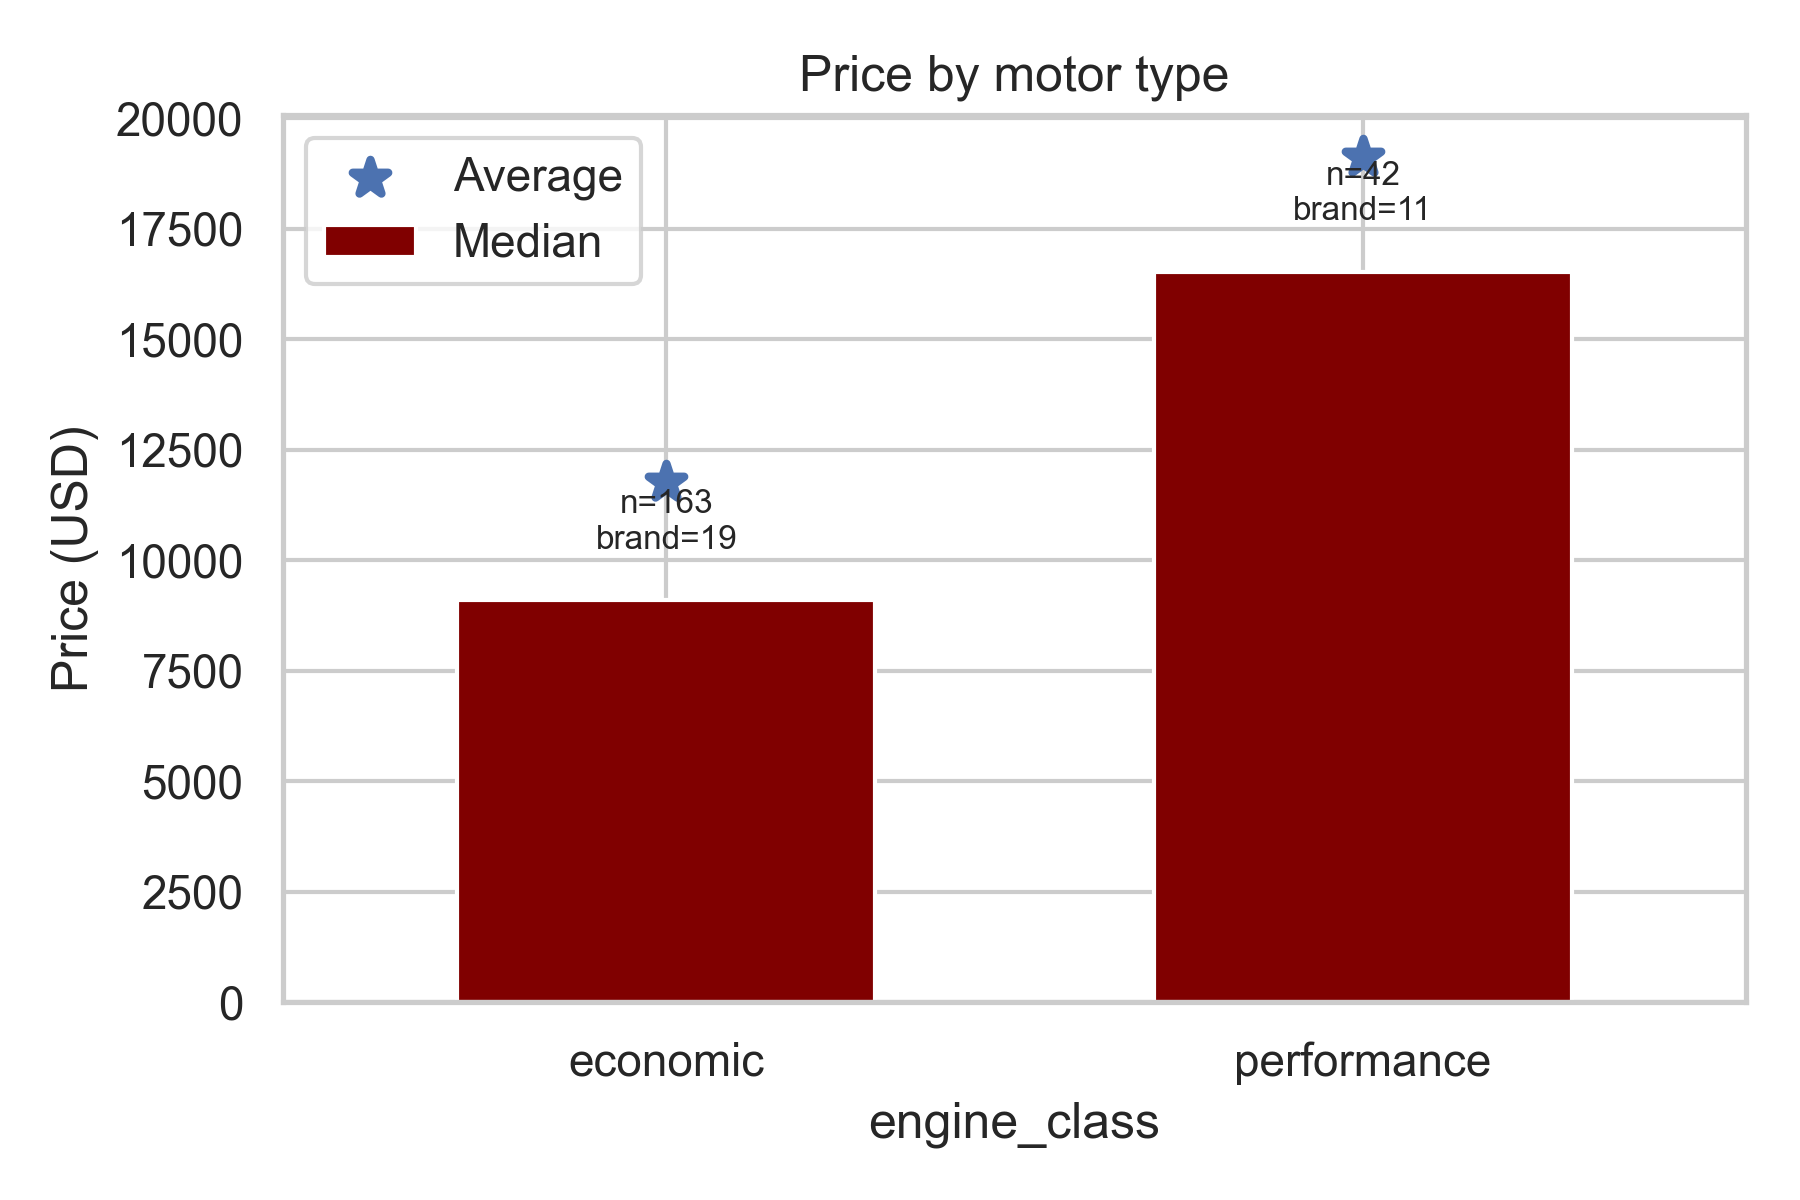 Price by motor type
20000
17500
15000
12500
10000
7500
5000
2500
0
Price (USD)
Average
Median
n=163
brand=19
n=42
brand=11
economic
performance
engine_class